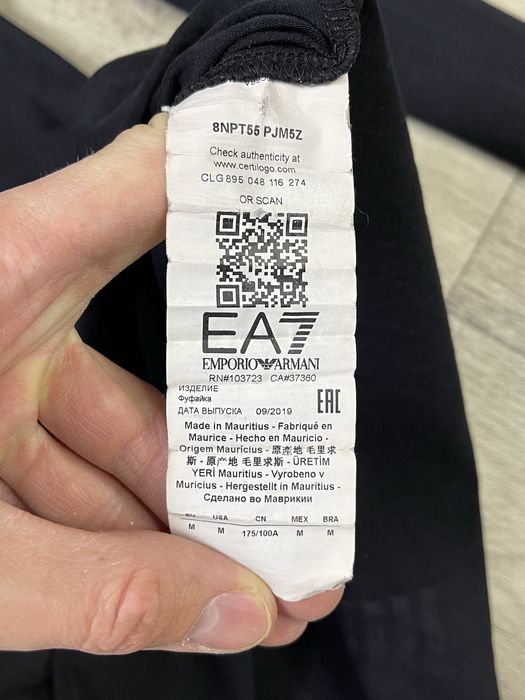 8NPT55 PJM5Z
Check authenticity at
www.certilogo.com
CLG 895 048 116 274
OR SCAN
EA7
EMPORIO ARMANI
RN#103723 CA#37360
ИЗДЕЛИЕ
Фуфайка
ДАТА ВЫПУСКА 09/2019
EAC
Made in Mauritius - Fabriqué en
Maurice - Hecho en Mauricio -
Origem Maurícius - 原產地 毛里求
斯 - 原产地 毛里求斯 - ÜRETİM
YERİ Mauritius - Vyrobeno v
Muricius - Hergestellt in Mauritius -
Сделано во Маврикии
USA CN MEX BRA
M M 175/100A M M